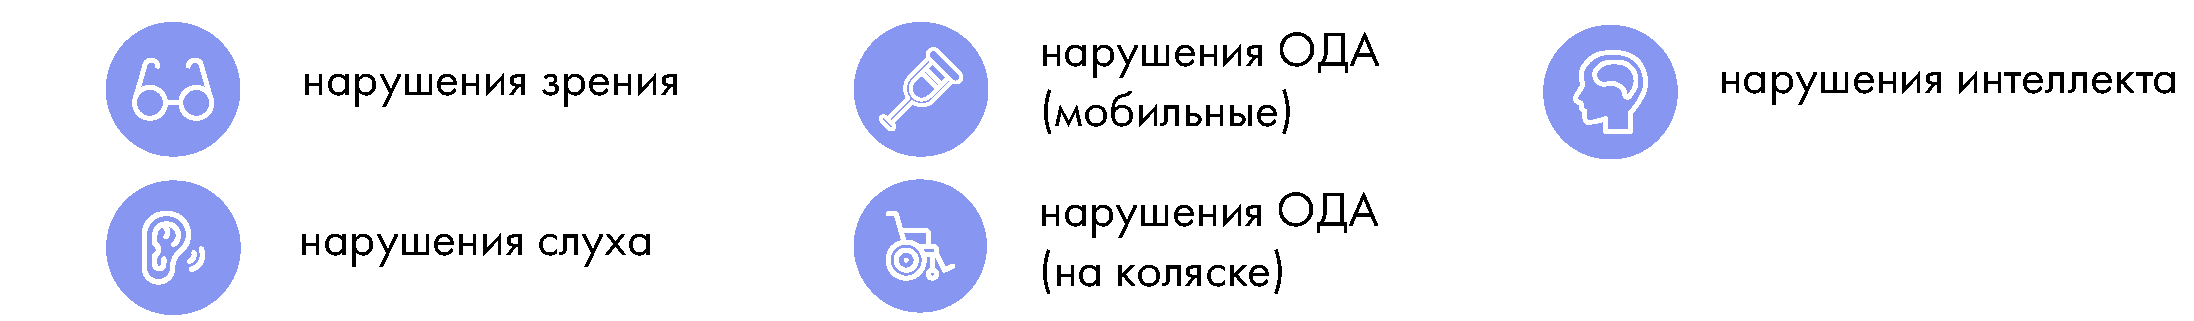 нарушения зрения
нарушения слуха
нарушения ОДА
(мобильные)
нарушения ОДА
(на коляске)
нарушения интеллекта